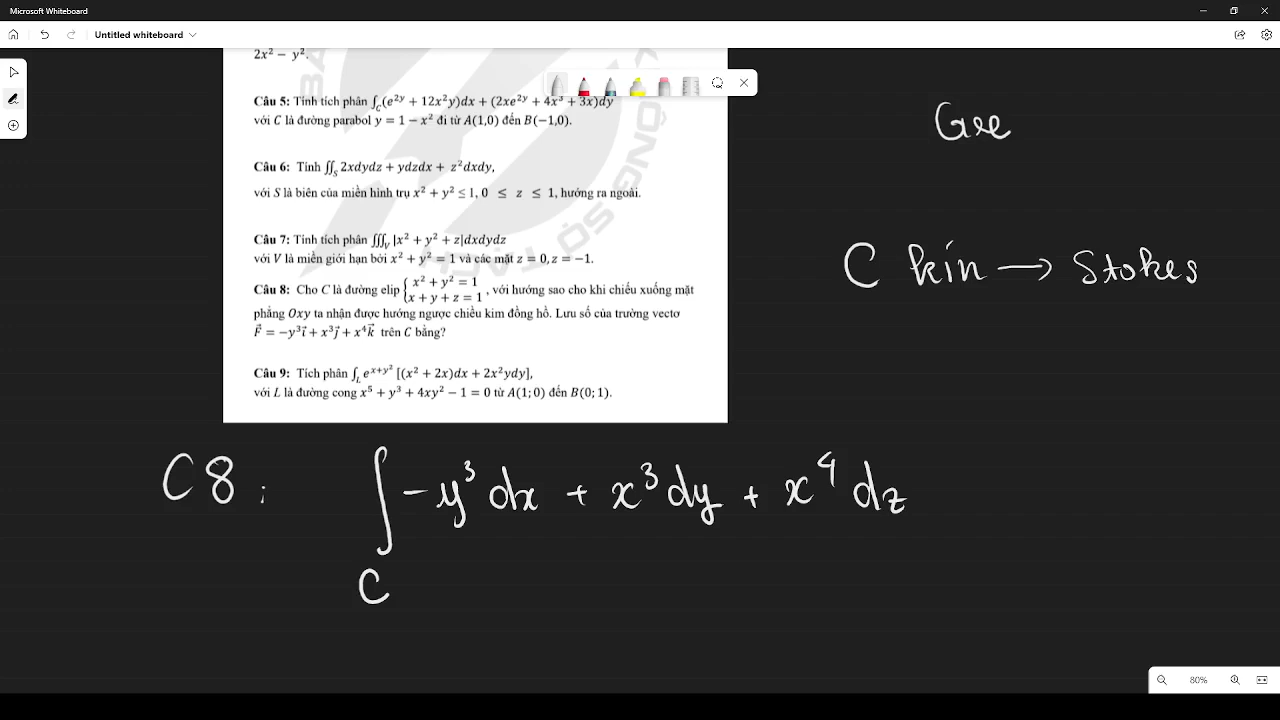 Microsoft Whiteboard
Untitled whiteboard
2x² − y².
Câu 5: Tính tích phân ∫_C(e^{2y} + 12x²y)dx + (2xe^{2y} + 4x³ + 3x)dy
với C là đường parabol y = 1 − x² đi từ A(1,0) đến B(−1,0).
Câu 6: Tính ∬_S 2xdydz + ydzdx + z²dxdy,
với S là biên của miền hình trụ x² + y² ≤ 1, 0 ≤ z ≤ 1, hướng ra ngoài.
Câu 7: Tính tích phân ∭_V |x² + y² + z|dxdydz
với V là miền giới hạn bởi x² + y² = 1 và các mặt z = 0, z = −1.
Câu 8: Cho C là đường elip {x² + y² = 1
x + y + z = 1, với hướng sao cho khi chiếu xuống mặt
phẳng Oxy ta nhận được hướng ngược chiều kim đồng hồ. Lưu số của trường vectơ
F⃗ = −y³i⃗ + x³j⃗ + x⁴k⃗ trên C bằng?
Câu 9: Tích phân ∫_L e^{x+y²} [(x² + 2x)dx + 2x²ydy],
với L là đường cong x⁵ + y³ + 4xy² − 1 = 0 từ A(1; 0) đến B(0; 1).
Gre
C kín → Stokes
C8: ∫_C −y³dx + x³dy + x⁴dz
80%